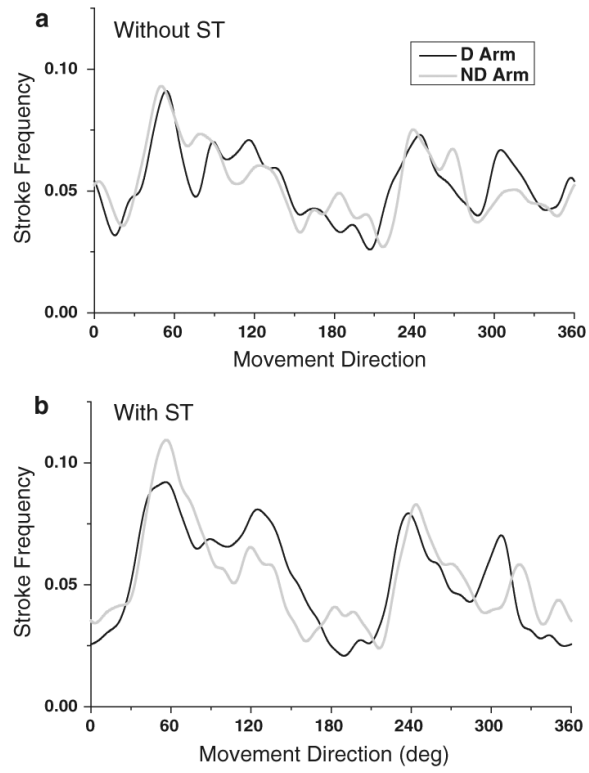 a
Without ST
D Arm
ND Arm
Stroke Frequency
0.10
0.05
0.00
0 60 120 180 240 300 360
Movement Direction
b
With ST
Stroke Frequency
0.10
0.05
0.00
0 60 120 180 240 300 360
Movement Direction (deg)